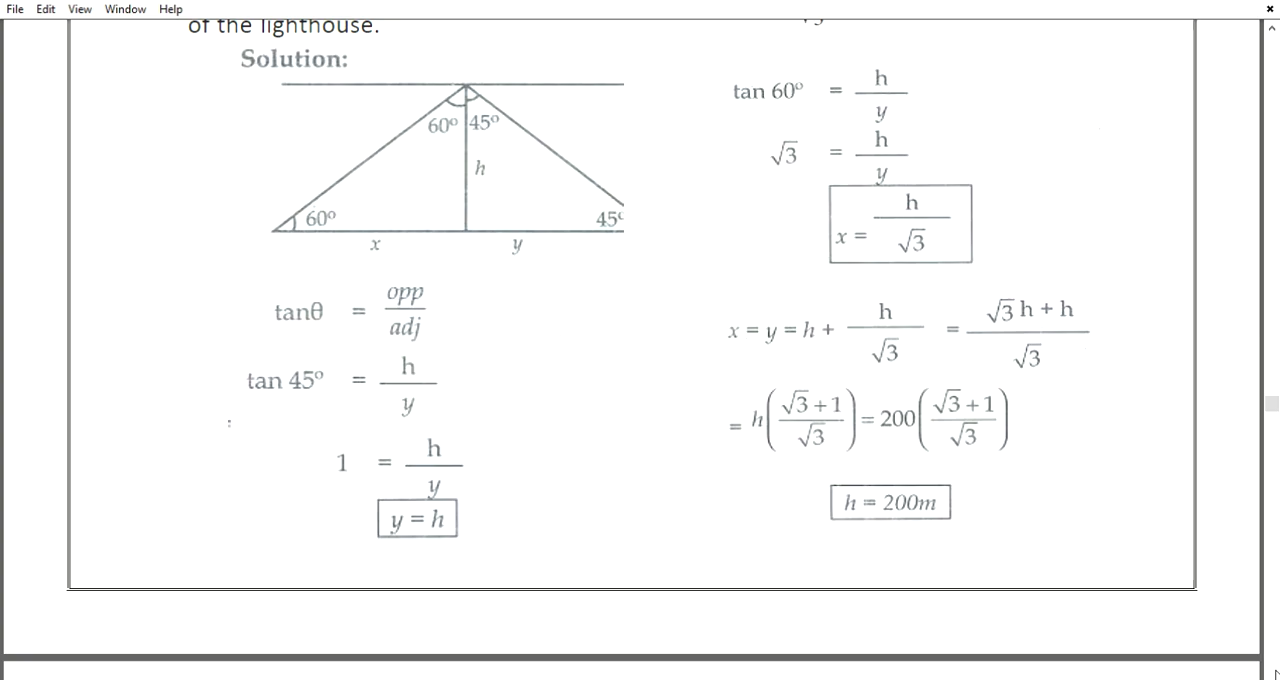 File Edit View Window Help
of the lighthouse.
Solution:
60° 45°
h
60° 45°
x y
tanθ = opp/adj
tan 45° = h/y
1 = h/y
y = h
tan 60° = h/y
√3 = h/y
x = h/√3
x = y = h + h/√3 = √3 h + h/√3
= h(√3 + 1/√3) = 200(√3 + 1/√3)
h = 200m